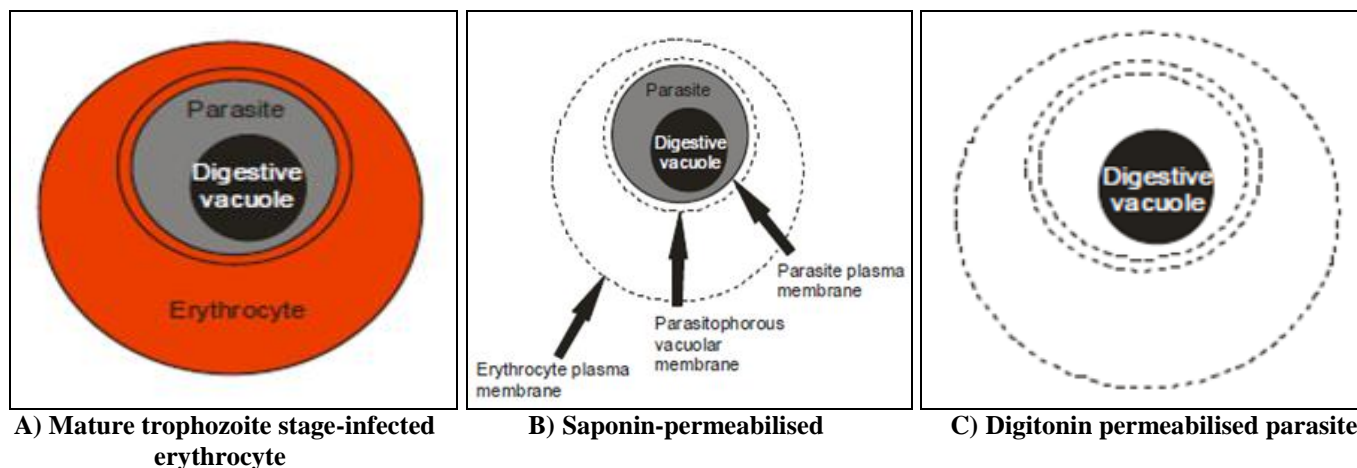 Parasite
Digestive
vacuole
Erythrocyte
Parasite
Digestive
vacuole
Parasite plasma
membrane
Parasitophorous
vacuolar
membrane
Erythrocyte plasma
membrane
Digestive
vacuole
A) Mature trophozoite stage-infected
erythrocyte
B) Saponin-permeabilised
C) Digitonin permeabilised parasite